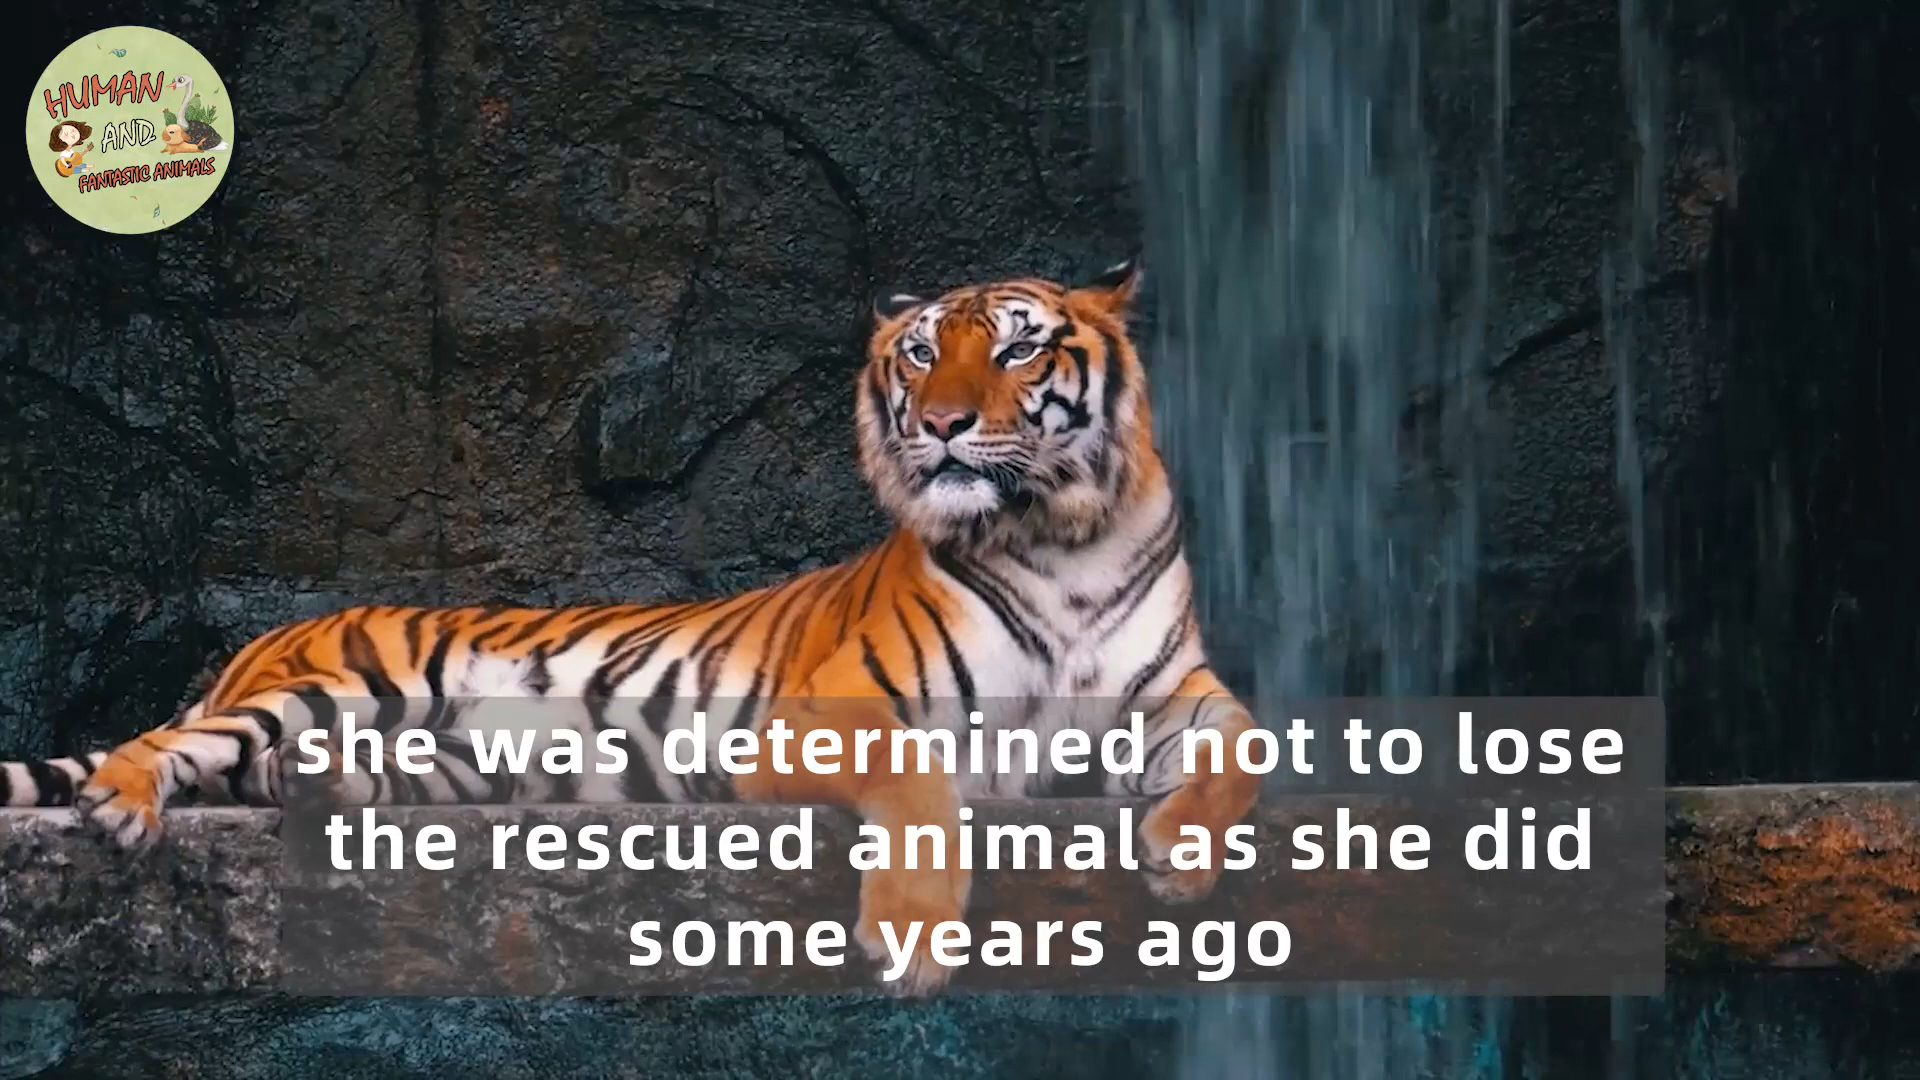 HUMAN
AND
FANTASTIC ANIMALS
she was determined not to lose
the rescued animal as she did
some years ago